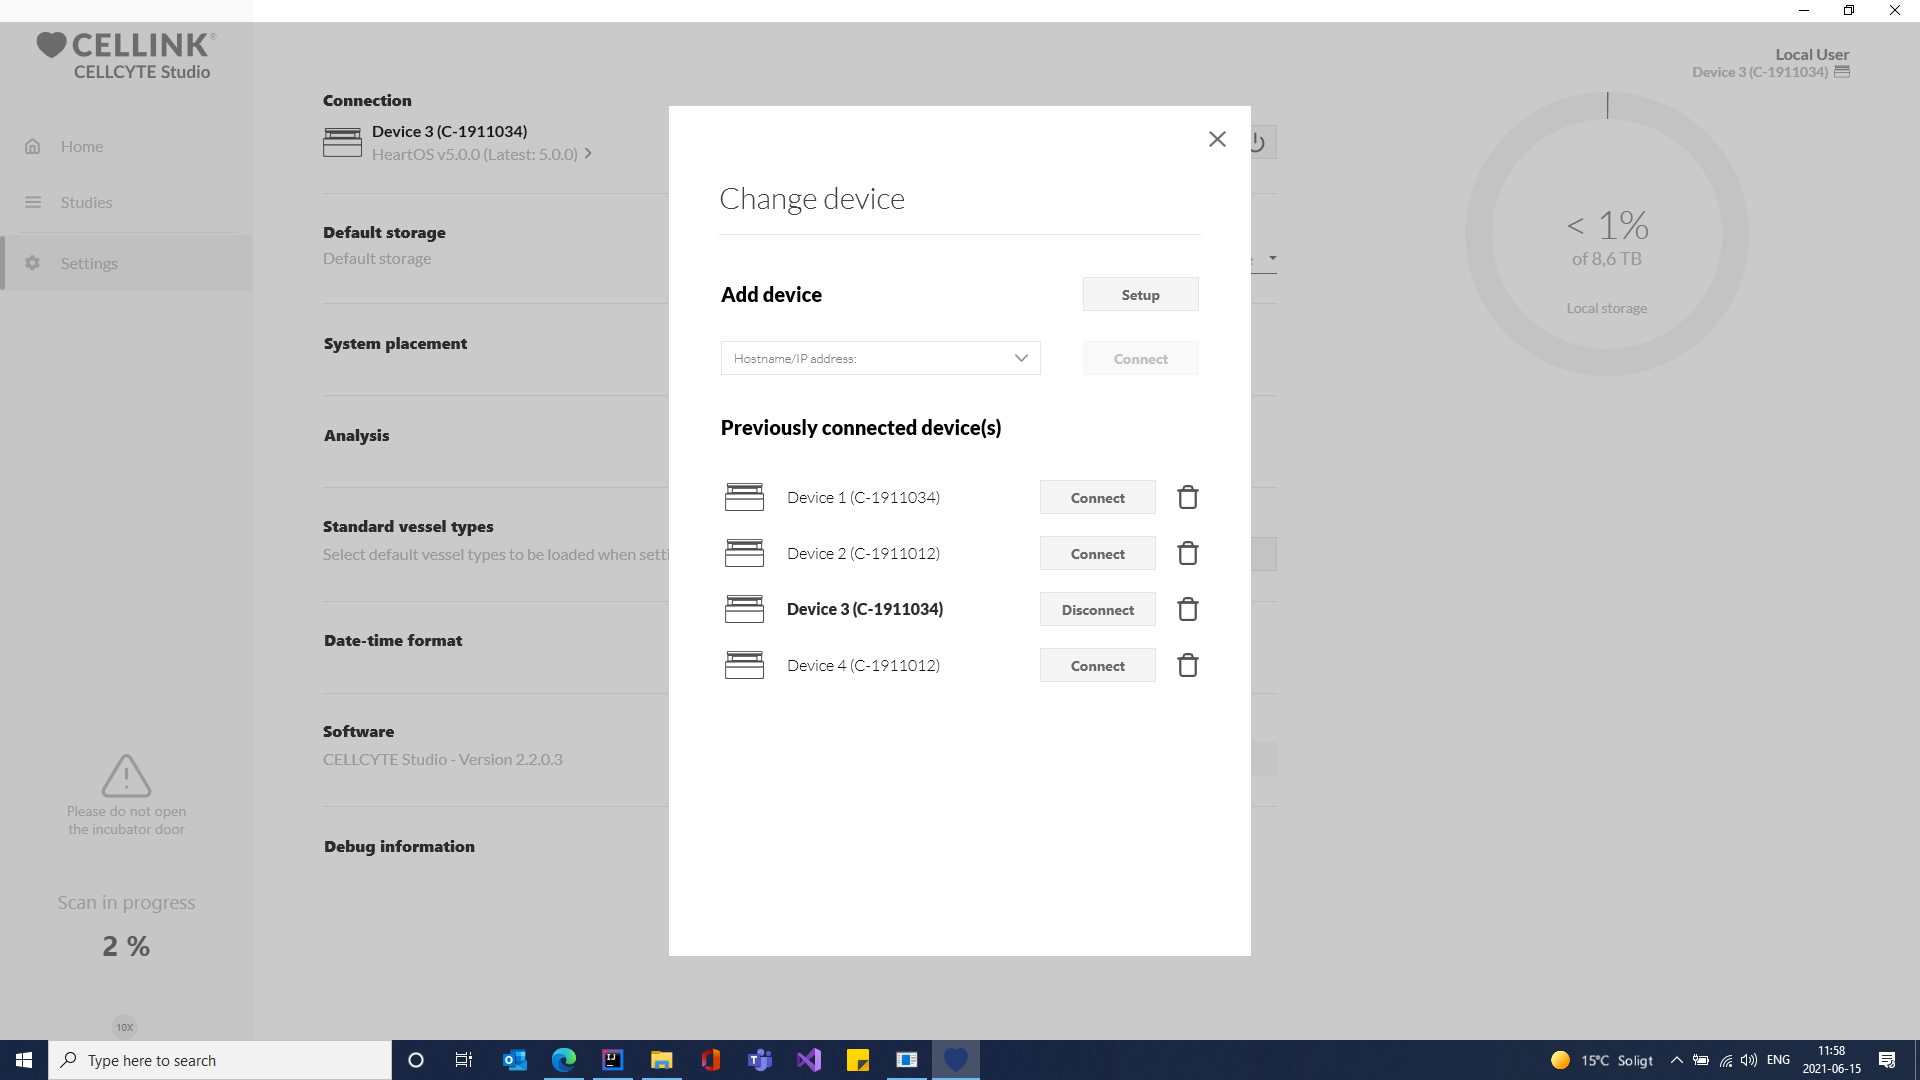 CELLINK®
CELLCYTE Studio
Home
Studies
Settings
Please do not open
the incubator door
Scan in progress
2 %
10X
Local User
Device 3 (C-1911034)
Connection
Device 3 (C-1911034)
HeartOS v5.0.0 (Latest: 5.0.0)
Default storage
Default storage
System placement
Analysis
Standard vessel types
Select default vessel types to be loaded when setti
Date-time format
Software
CELLCYTE Studio - Version 2.2.0.3
Debug information
< 1%
of 8,6 TB
Local storage
Change device
Add device
Setup
Hostname/IP address:
Connect
Previously connected device(s)
Device 1 (C-1911034)
Connect
Device 2 (C-1911012)
Connect
Device 3 (C-1911034)
Disconnect
Device 4 (C-1911012)
Connect
Type here to search
15°C Soligt
ENG
11:58
2021-06-15